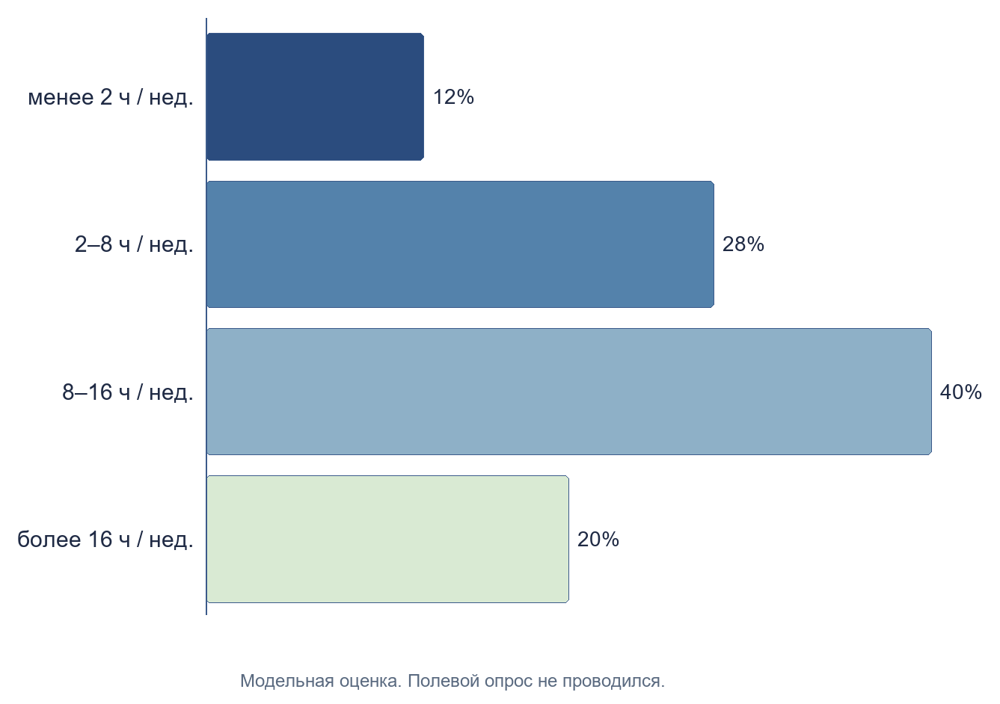 менее 2 ч / нед.
12%
2–8 ч / нед.
28%
8–16 ч / нед.
40%
более 16 ч / нед.
20%
Модельная оценка. Полевой опрос не проводился.